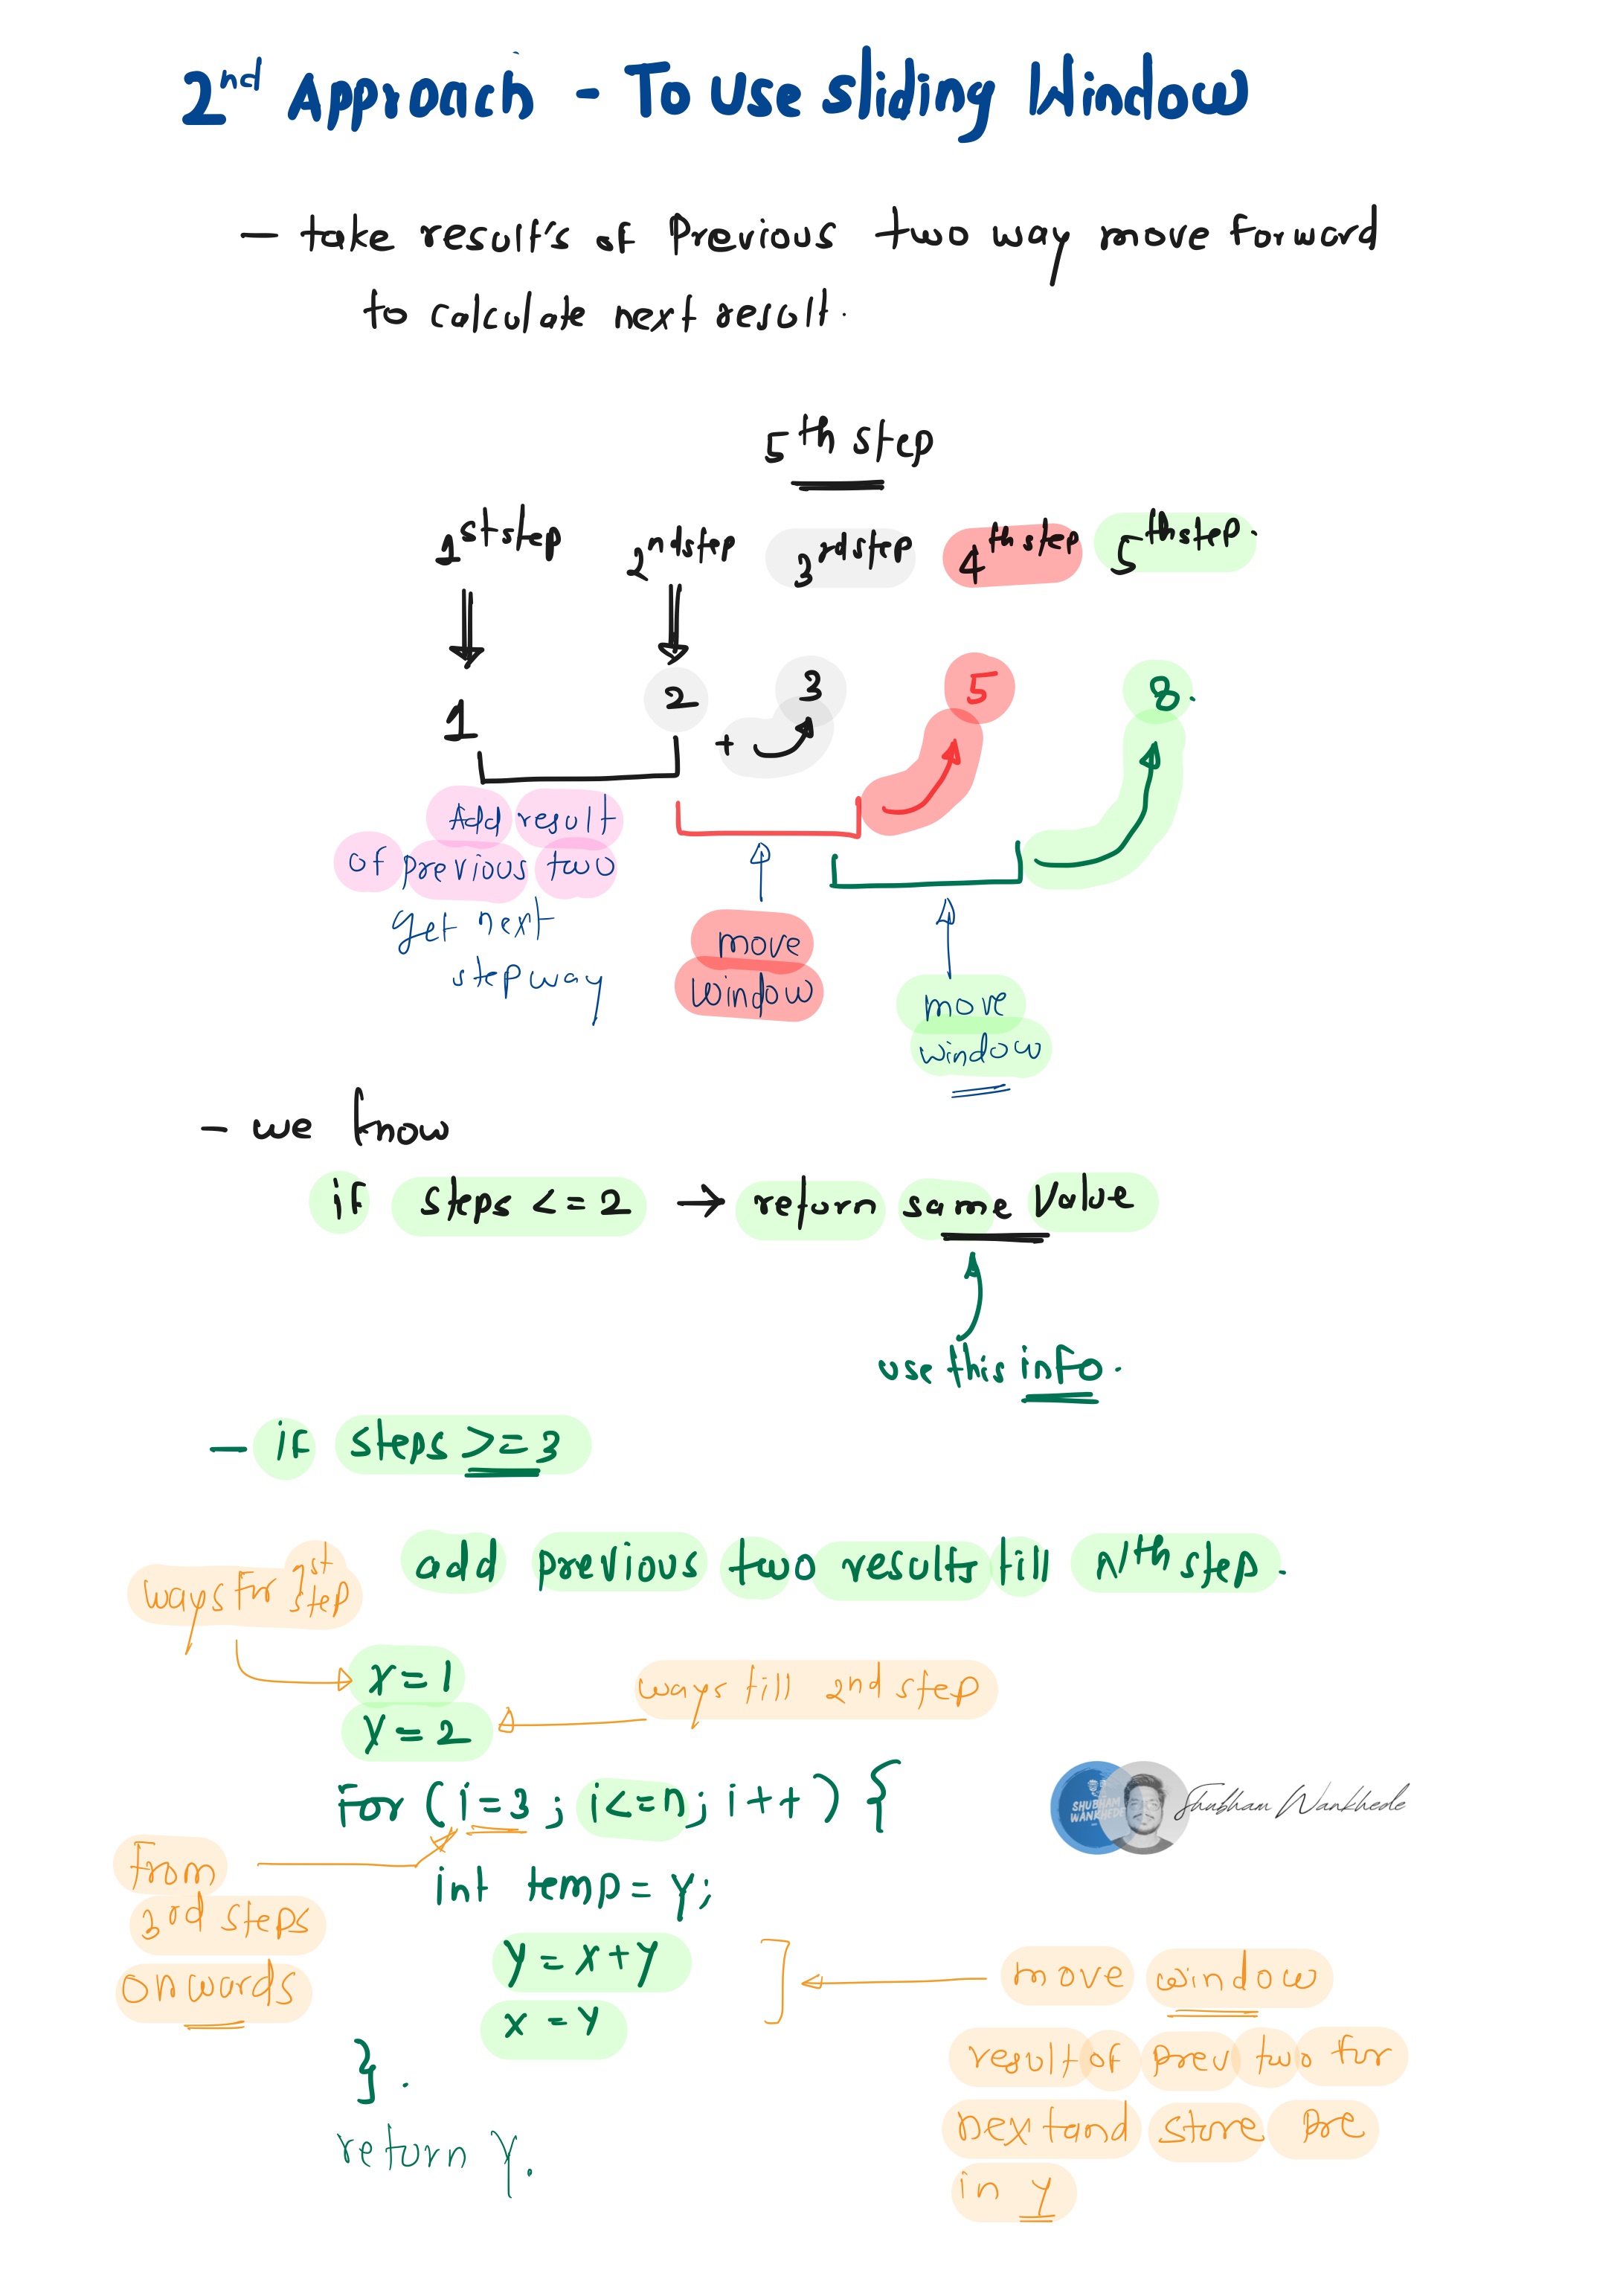 2nd Approach - To use sliding Window
- take result's of Previous two way move forward
to calculate next result.
5th step
1st step 2nd step 3rd step 4th step 5th step.
1 2 + 3 5 8.
Add result
of previous two
get next
step way
move
window
move
window
- we know
if steps <= 2 → return same value
use this info.
- if steps >= 3
add previous two results till Nth step.
ways for 1st step
x = 1
ways till 2nd step
y = 2
for (i=3; i<=n; i++) {
SHUBHAM
WANKHEDE
Shubham Wankhede
From
3rd steps
onwards
int temp = y;
y = x+y
x = y
move window
result of prev two for
next and store pre
in y
}.
return y.